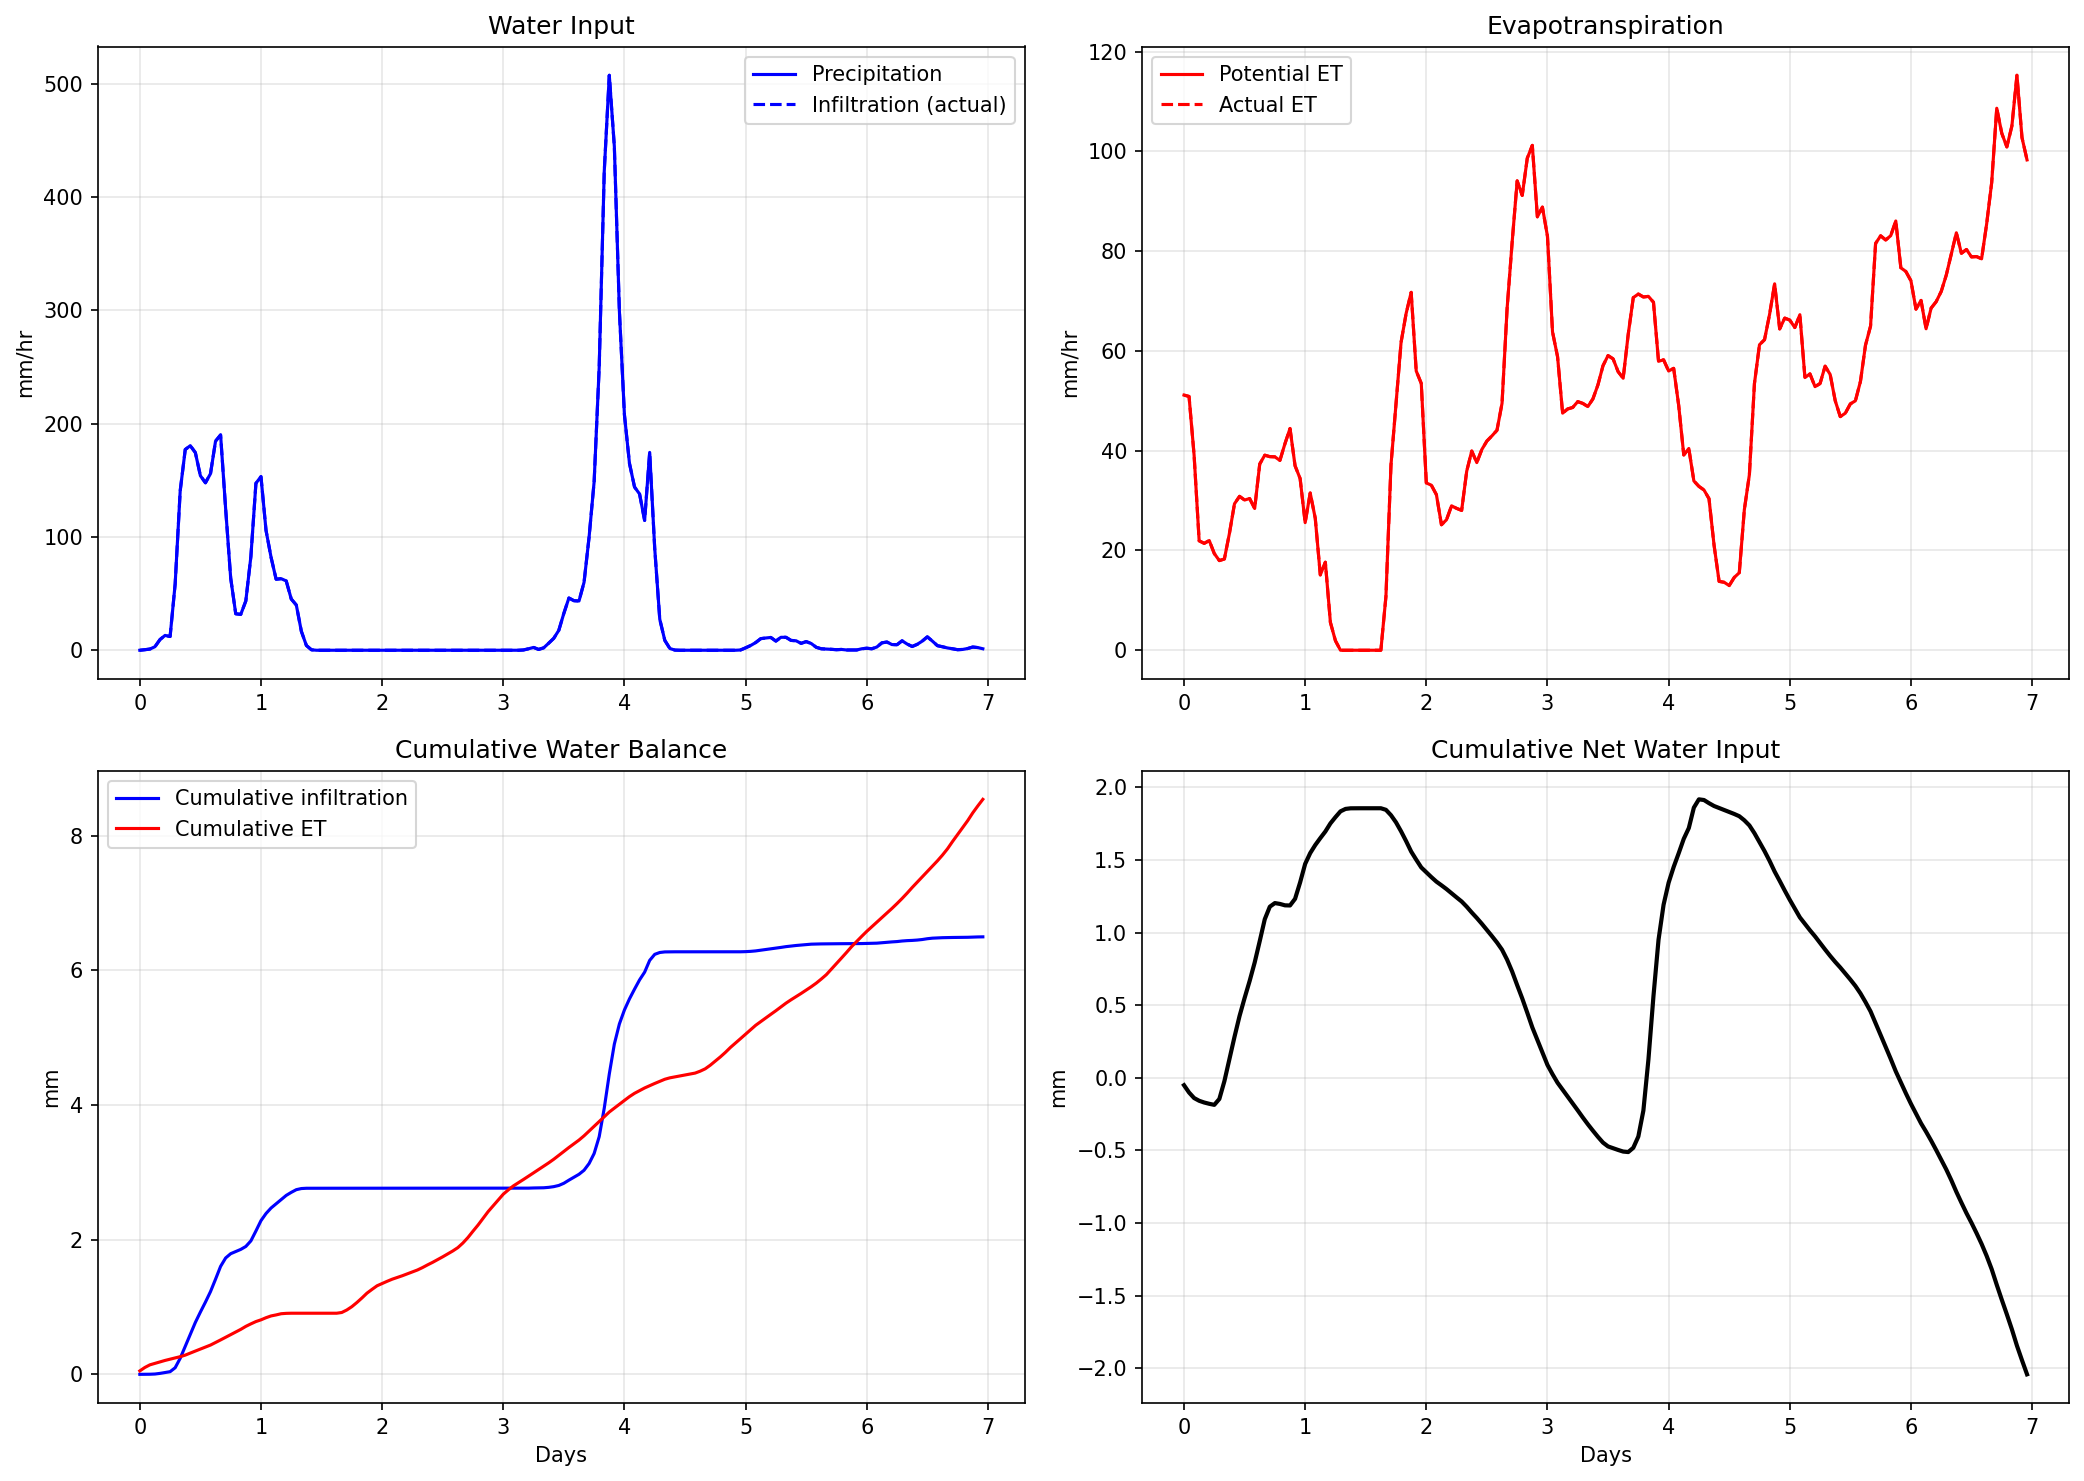 Water Input
mm/hr
500
400
300
200
100
0
Precipitation
Infiltration (actual)
0 1 2 3 4 5 6 7
Evapotranspiration
mm/hr
120
100
80
60
40
20
0
Potential ET
Actual ET
0 1 2 3 4 5 6 7
Cumulative Water Balance
mm
8
6
4
2
0
Cumulative infiltration
Cumulative ET
0 1 2 3 4 5 6 7
Days
Cumulative Net Water Input
mm
2.0
1.5
1.0
0.5
0.0
−0.5
−1.0
−1.5
−2.0
0 1 2 3 4 5 6 7
Days